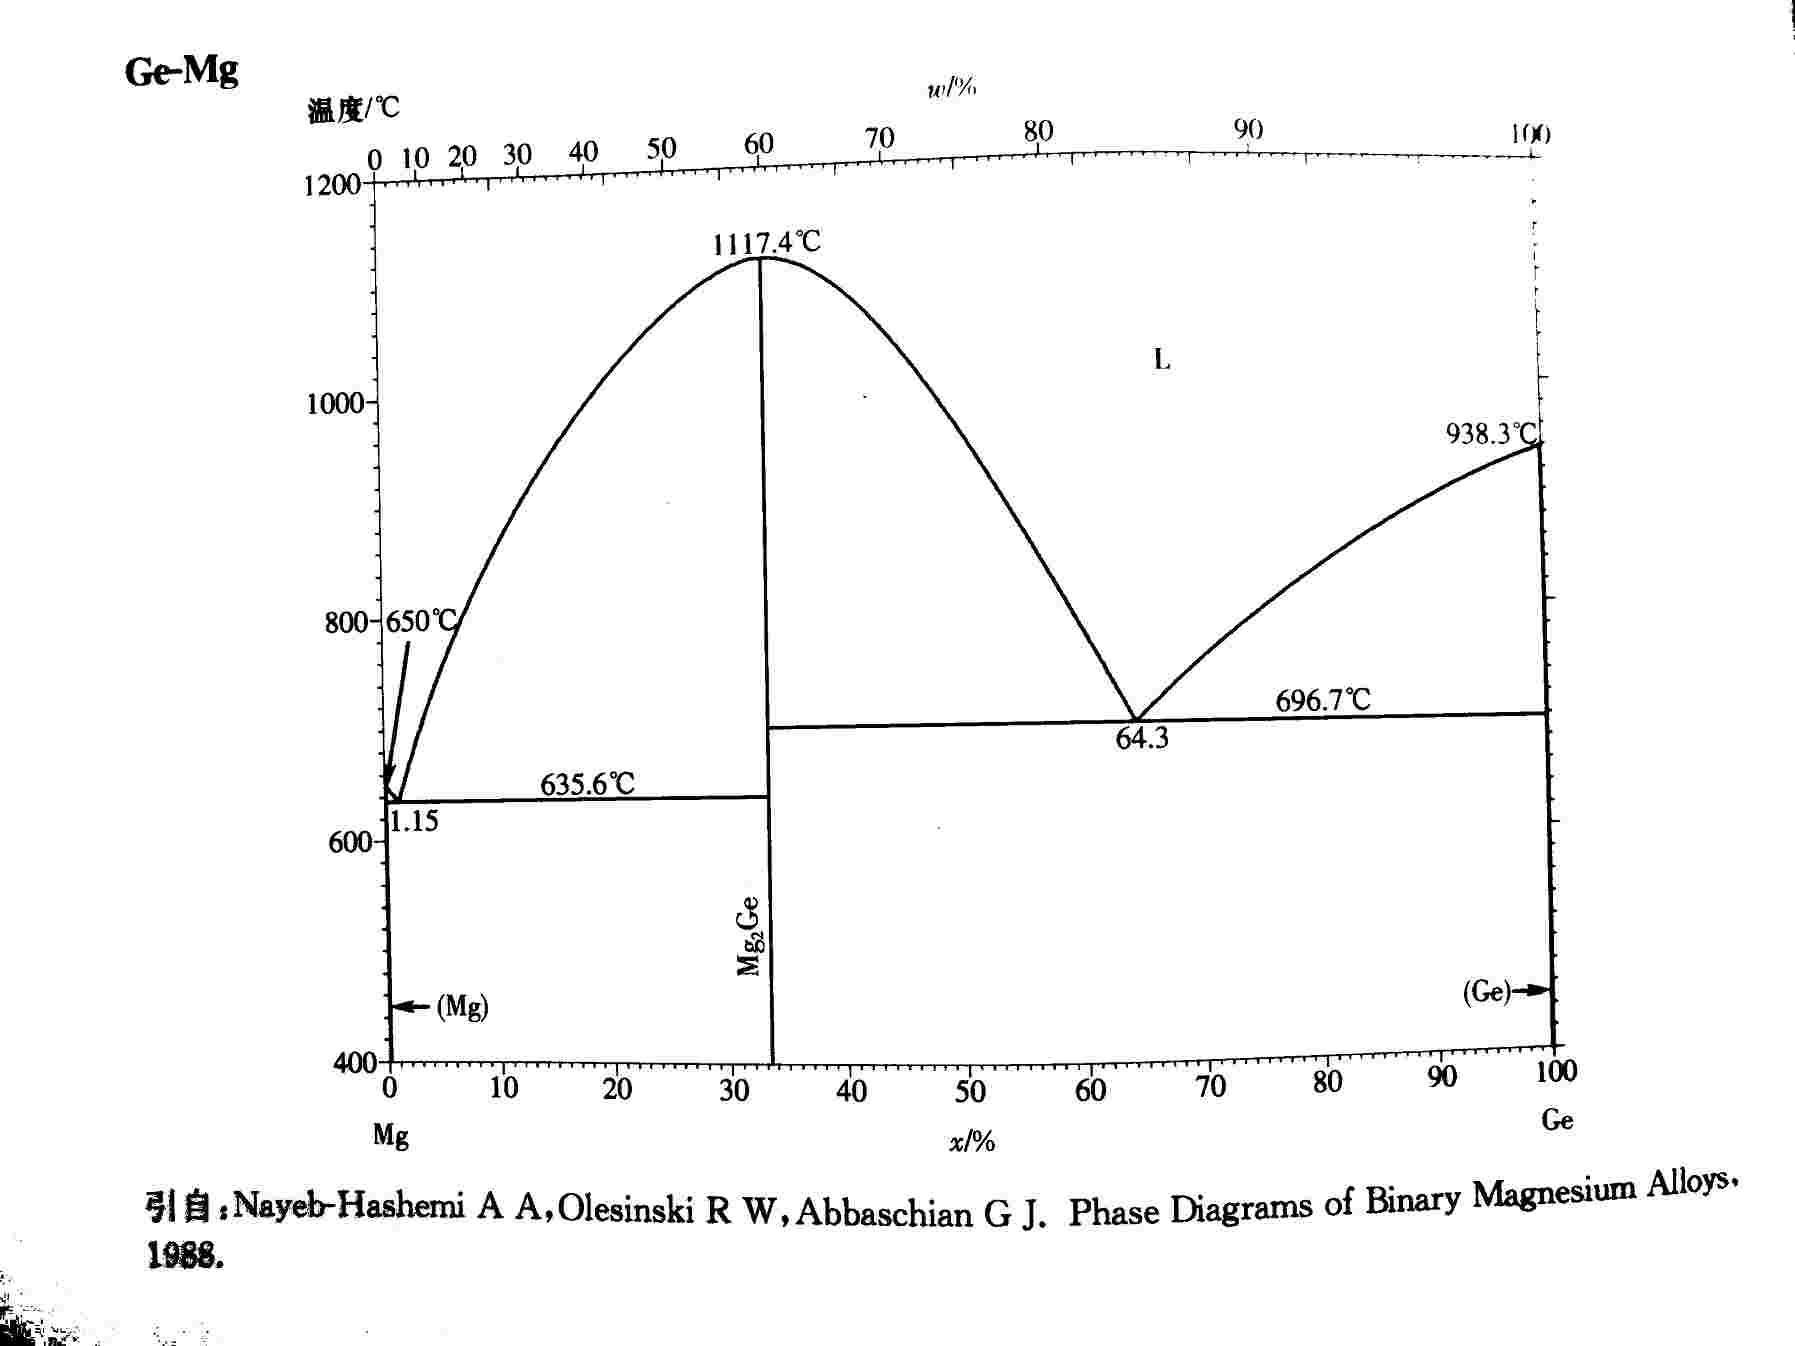 Ge-Mg
温度/℃
w/%
0 10 20 30 40 50 60 70 80 90 100
1200
1117.4℃
L
1000
938.3℃
800
650℃
696.7℃
64.3
635.6℃
1.15
600
Mg₂Ge
(Mg)
(Ge)
400
0 10 20 30 40 50 60 70 80 90 100
Mg
x/%
Ge
引自:Nayeb-Hashemi A A,Olesinski R W,Abbaschian G J. Phase Diagrams of Binary Magnesium Alloys,
1988.